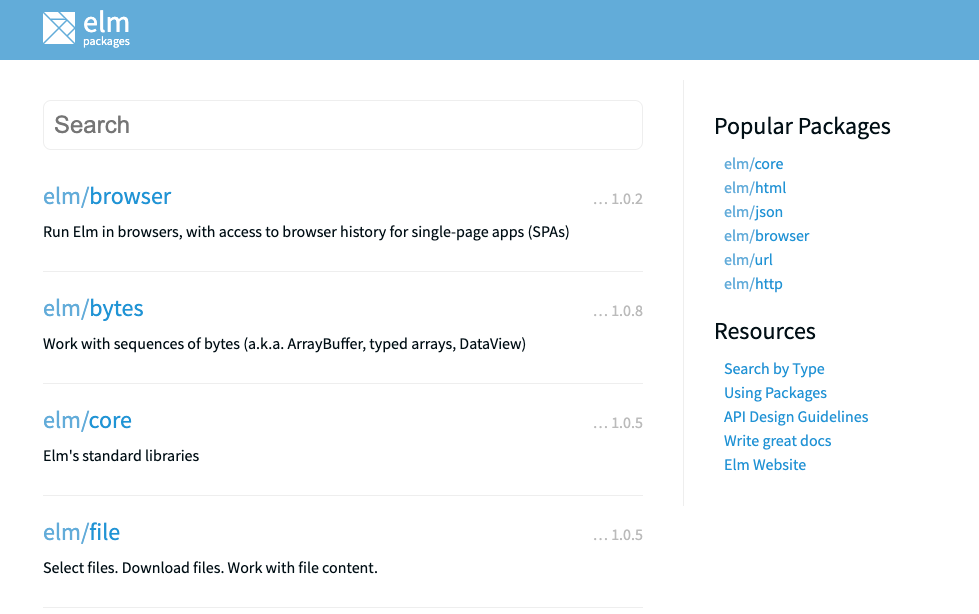 elm
packages
Search
elm/browser … 1.0.2
Run Elm in browsers, with access to browser history for single-page apps (SPAs)
elm/bytes … 1.0.8
Work with sequences of bytes (a.k.a. ArrayBuffer, typed arrays, DataView)
elm/core … 1.0.5
Elm's standard libraries
elm/file … 1.0.5
Select files. Download files. Work with file content.
Popular Packages
elm/core
elm/html
elm/json
elm/browser
elm/url
elm/http
Resources
Search by Type
Using Packages
API Design Guidelines
Write great docs
Elm Website